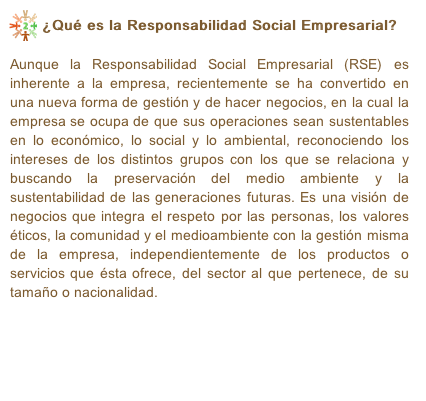 ¿Qué es la Responsabilidad Social Empresarial?
Aunque la Responsabilidad Social Empresarial (RSE) es
inherente a la empresa, recientemente se ha convertido en
una nueva forma de gestión y de hacer negocios, en la cual la
empresa se ocupa de que sus operaciones sean sustentables
en lo económico, lo social y lo ambiental, reconociendo los
intereses de los distintos grupos con los que se relaciona y
buscando la preservación del medio ambiente y la
sustentabilidad de las generaciones futuras. Es una visión de
negocios que integra el respeto por las personas, los valores
éticos, la comunidad y el medioambiente con la gestión misma
de la empresa, independientemente de los productos o
servicios que ésta ofrece, del sector al que pertenece, de su
tamaño o nacionalidad.